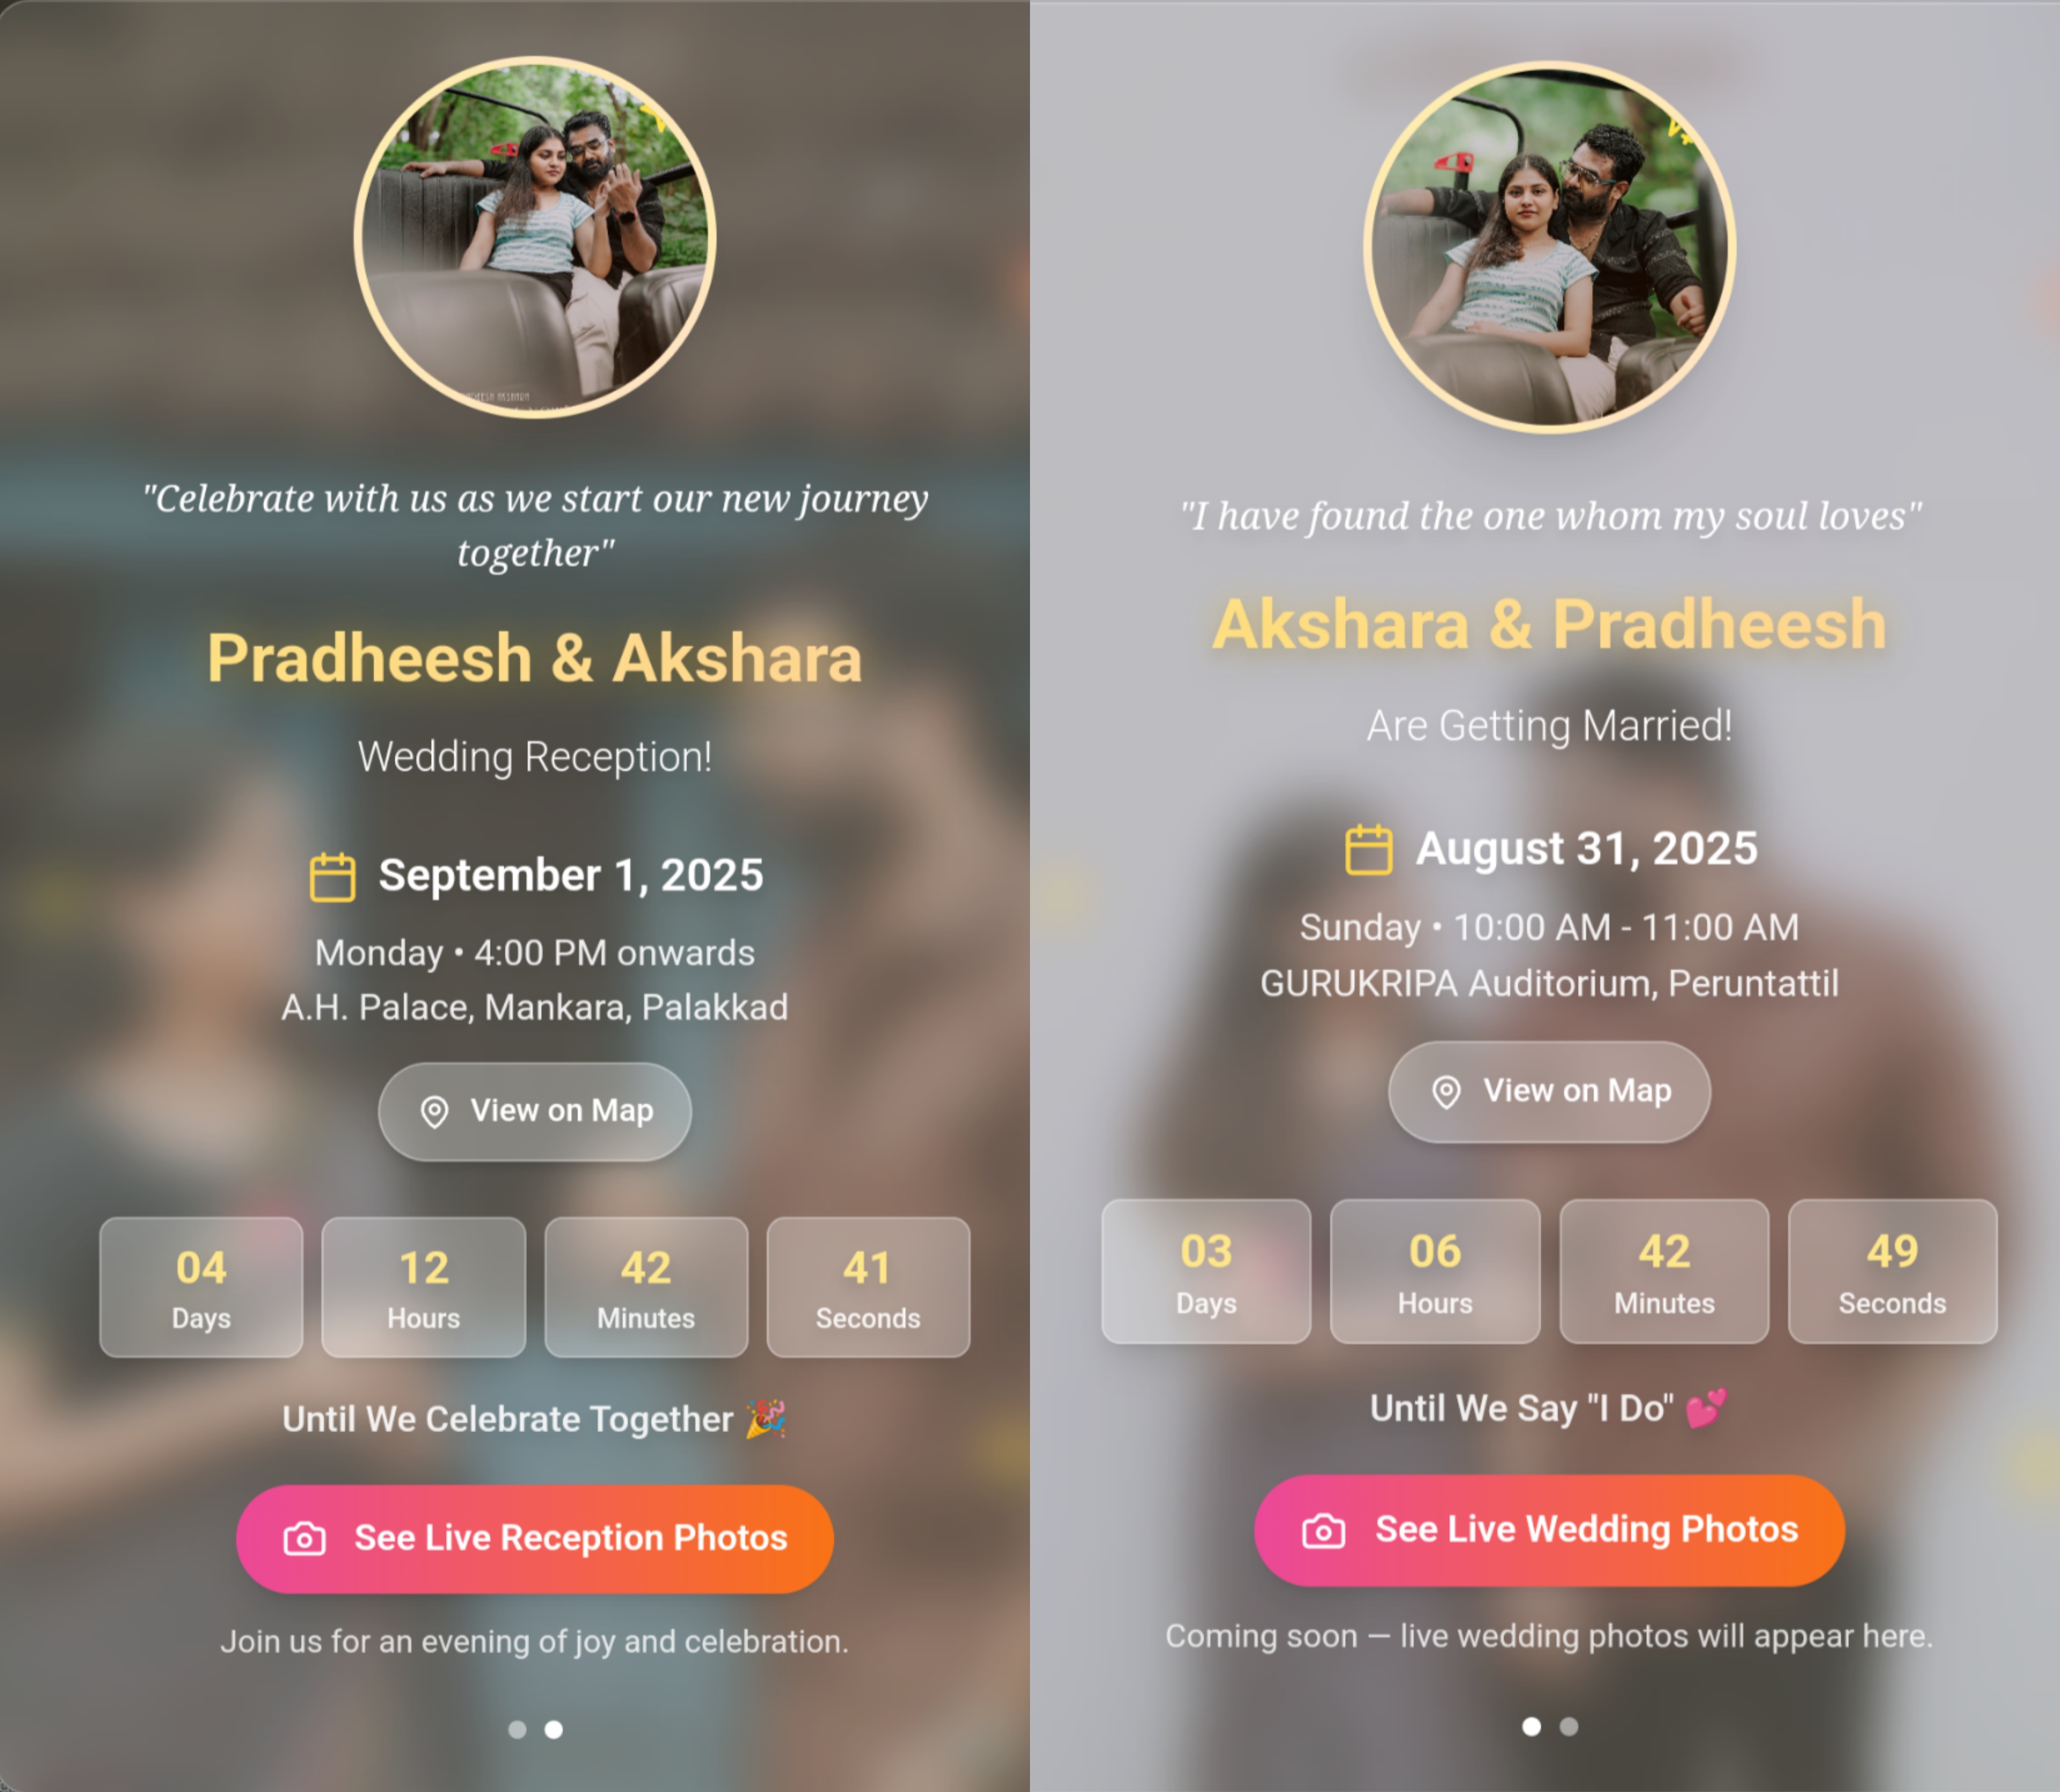 "Celebrate with us as we start our new journey
together"
Pradheesh & Akshara
Wedding Reception!
September 1, 2025
Monday • 4:00 PM onwards
A.H. Palace, Mankara, Palakkad
View on Map
04
Days
12
Hours
42
Minutes
41
Seconds
Until We Celebrate Together 🎉
See Live Reception Photos
Join us for an evening of joy and celebration.
"I have found the one whom my soul loves"
Akshara & Pradheesh
Are Getting Married!
August 31, 2025
Sunday • 10:00 AM - 11:00 AM
GURUKRIPA Auditorium, Peruntattil
View on Map
03
Days
06
Hours
42
Minutes
49
Seconds
Until We Say "I Do" 💕
See Live Wedding Photos
Coming soon — live wedding photos will appear here.